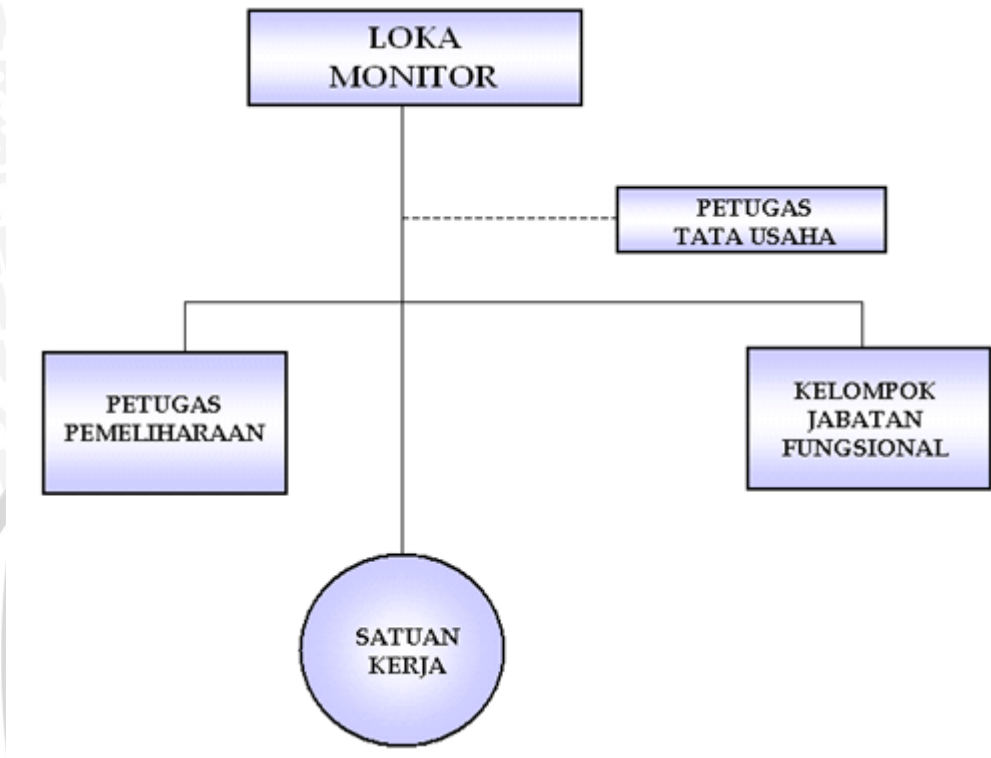 LOKA
MONITOR
PETUGAS
TATA USAHA
PETUGAS
PEMELIHARAAN
KELOMPOK
JABATAN
FUNGSIONAL
SATUAN
KERJA